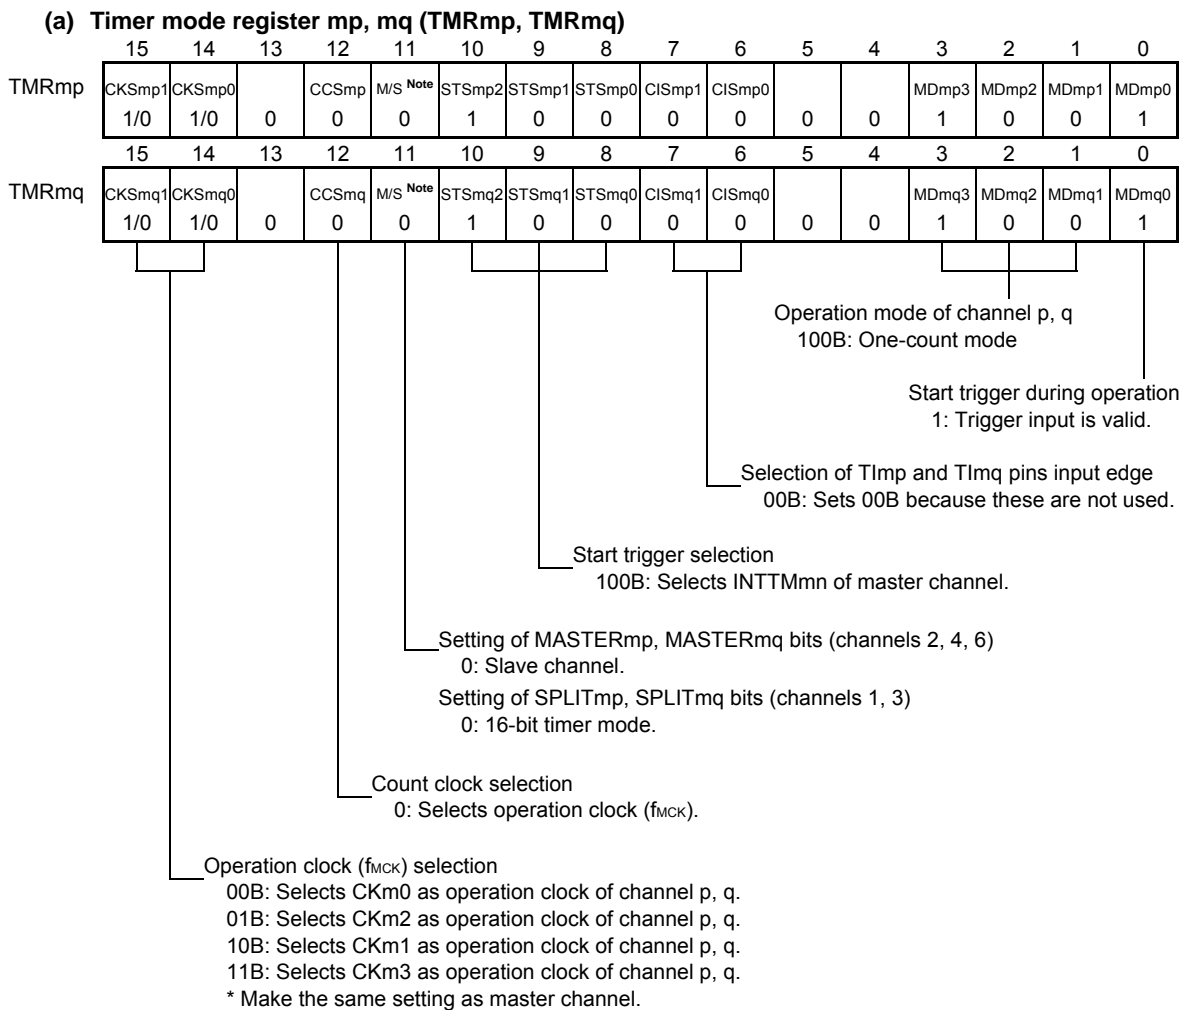 (a) Timer mode register mp, mq (TMRmp, TMRmq)
15 14 13 12 11 10 9 8 7 6 5 4 3 2 1 0
TMRmp CKSmp1 CKSmp0 CCSmp M/S Note STSmp2 STSmp1 STSmp0 CISmp1 CISmp0 MDmp3 MDmp2 MDmp1 MDmp0
1/0 1/0 0 0 0 1 0 0 0 0 0 0 1 0 0 1
15 14 13 12 11 10 9 8 7 6 5 4 3 2 1 0
TMRmq CKSmq1 CKSmq0 CCSmq M/S Note STSmq2 STSmq1 STSmq0 CISmq1 CISmq0 MDmq3 MDmq2 MDmq1 MDmq0
1/0 1/0 0 0 0 1 0 0 0 0 0 0 1 0 0 1
Operation mode of channel p, q
100B: One-count mode
Start trigger during operation
1: Trigger input is valid.
Selection of TImp and TImq pins input edge
00B: Sets 00B because these are not used.
Start trigger selection
100B: Selects INTTMmn of master channel.
Setting of MASTERmp, MASTERmq bits (channels 2, 4, 6)
0: Slave channel.
Setting of SPLITmp, SPLITmq bits (channels 1, 3)
0: 16-bit timer mode.
Count clock selection
0: Selects operation clock (fMCK).
Operation clock (fMCK) selection
00B: Selects CKm0 as operation clock of channel p, q.
01B: Selects CKm2 as operation clock of channel p, q.
10B: Selects CKm1 as operation clock of channel p, q.
11B: Selects CKm3 as operation clock of channel p, q.
* Make the same setting as master channel.